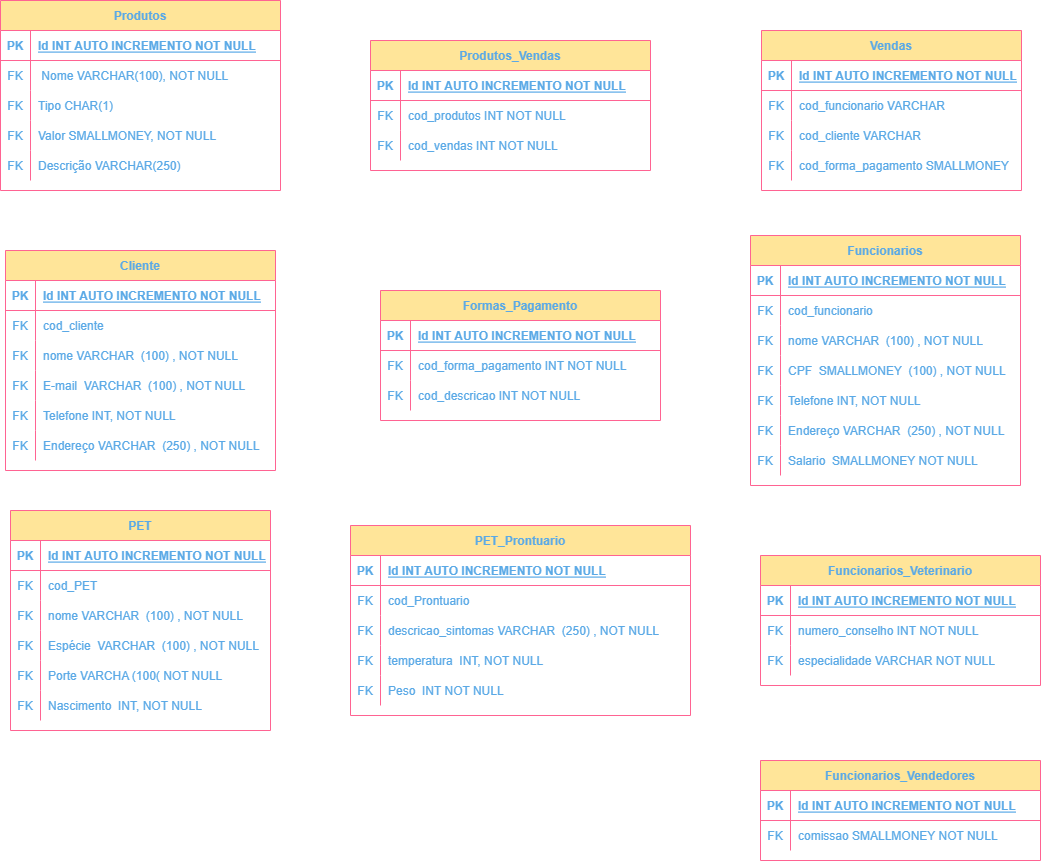 Produtos
PK Id INT AUTO INCREMENTO NOT NULL
FK Nome VARCHAR(100), NOT NULL
FK Tipo CHAR(1)
FK Valor SMALLMONEY, NOT NULL
FK Descrição VARCHAR(250)
Produtos_Vendas
PK Id INT AUTO INCREMENTO NOT NULL
FK cod_produtos INT NOT NULL
FK cod_vendas INT NOT NULL
Vendas
PK Id INT AUTO INCREMENTO NOT NULL
FK cod_funcionario VARCHAR
FK cod_cliente VARCHAR
FK cod_forma_pagamento SMALLMONEY
Cliente
PK Id INT AUTO INCREMENTO NOT NULL
FK cod_cliente
FK nome VARCHAR (100) , NOT NULL
FK E-mail VARCHAR (100) , NOT NULL
FK Telefone INT, NOT NULL
FK Endereço VARCHAR (250) , NOT NULL
Formas_Pagamento
PK Id INT AUTO INCREMENTO NOT NULL
FK cod_forma_pagamento INT NOT NULL
FK cod_descricao INT NOT NULL
Funcionarios
PK Id INT AUTO INCREMENTO NOT NULL
FK cod_funcionario
FK nome VARCHAR (100) , NOT NULL
FK CPF SMALLMONEY (100) , NOT NULL
FK Telefone INT, NOT NULL
FK Endereço VARCHAR (250) , NOT NULL
FK Salario SMALLMONEY NOT NULL
PET
PK Id INT AUTO INCREMENTO NOT NULL
FK cod_PET
FK nome VARCHAR (100) , NOT NULL
FK Espécie VARCHAR (100) , NOT NULL
FK Porte VARCHA (100( NOT NULL
FK Nascimento INT, NOT NULL
PET_Prontuario
PK Id INT AUTO INCREMENTO NOT NULL
FK cod_Prontuario
FK descricao_sintomas VARCHAR (250) , NOT NULL
FK temperatura INT, NOT NULL
FK Peso INT NOT NULL
Funcionarios_Veterinario
PK Id INT AUTO INCREMENTO NOT NULL
FK numero_conselho INT NOT NULL
FK especialidade VARCHAR NOT NULL
Funcionarios_Vendedores
PK Id INT AUTO INCREMENTO NOT NULL
FK comissao SMALLMONEY NOT NULL